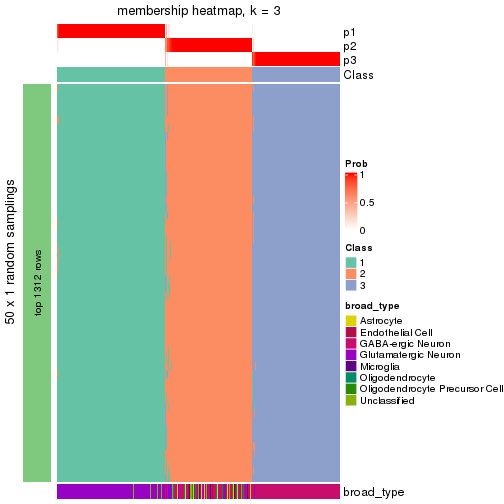 membership heatmap, k = 3
p1
p2
p3
Class
50 x 1 random samplings
top 1312 rows
Prob
1
0.5
0
Class
1
2
3
broad_type
Astrocyte
Endothelial Cell
GABA-ergic Neuron
Glutamatergic Neuron
Microglia
Oligodendrocyte
Oligodendrocyte Precursor Cell
Unclassified
broad_type